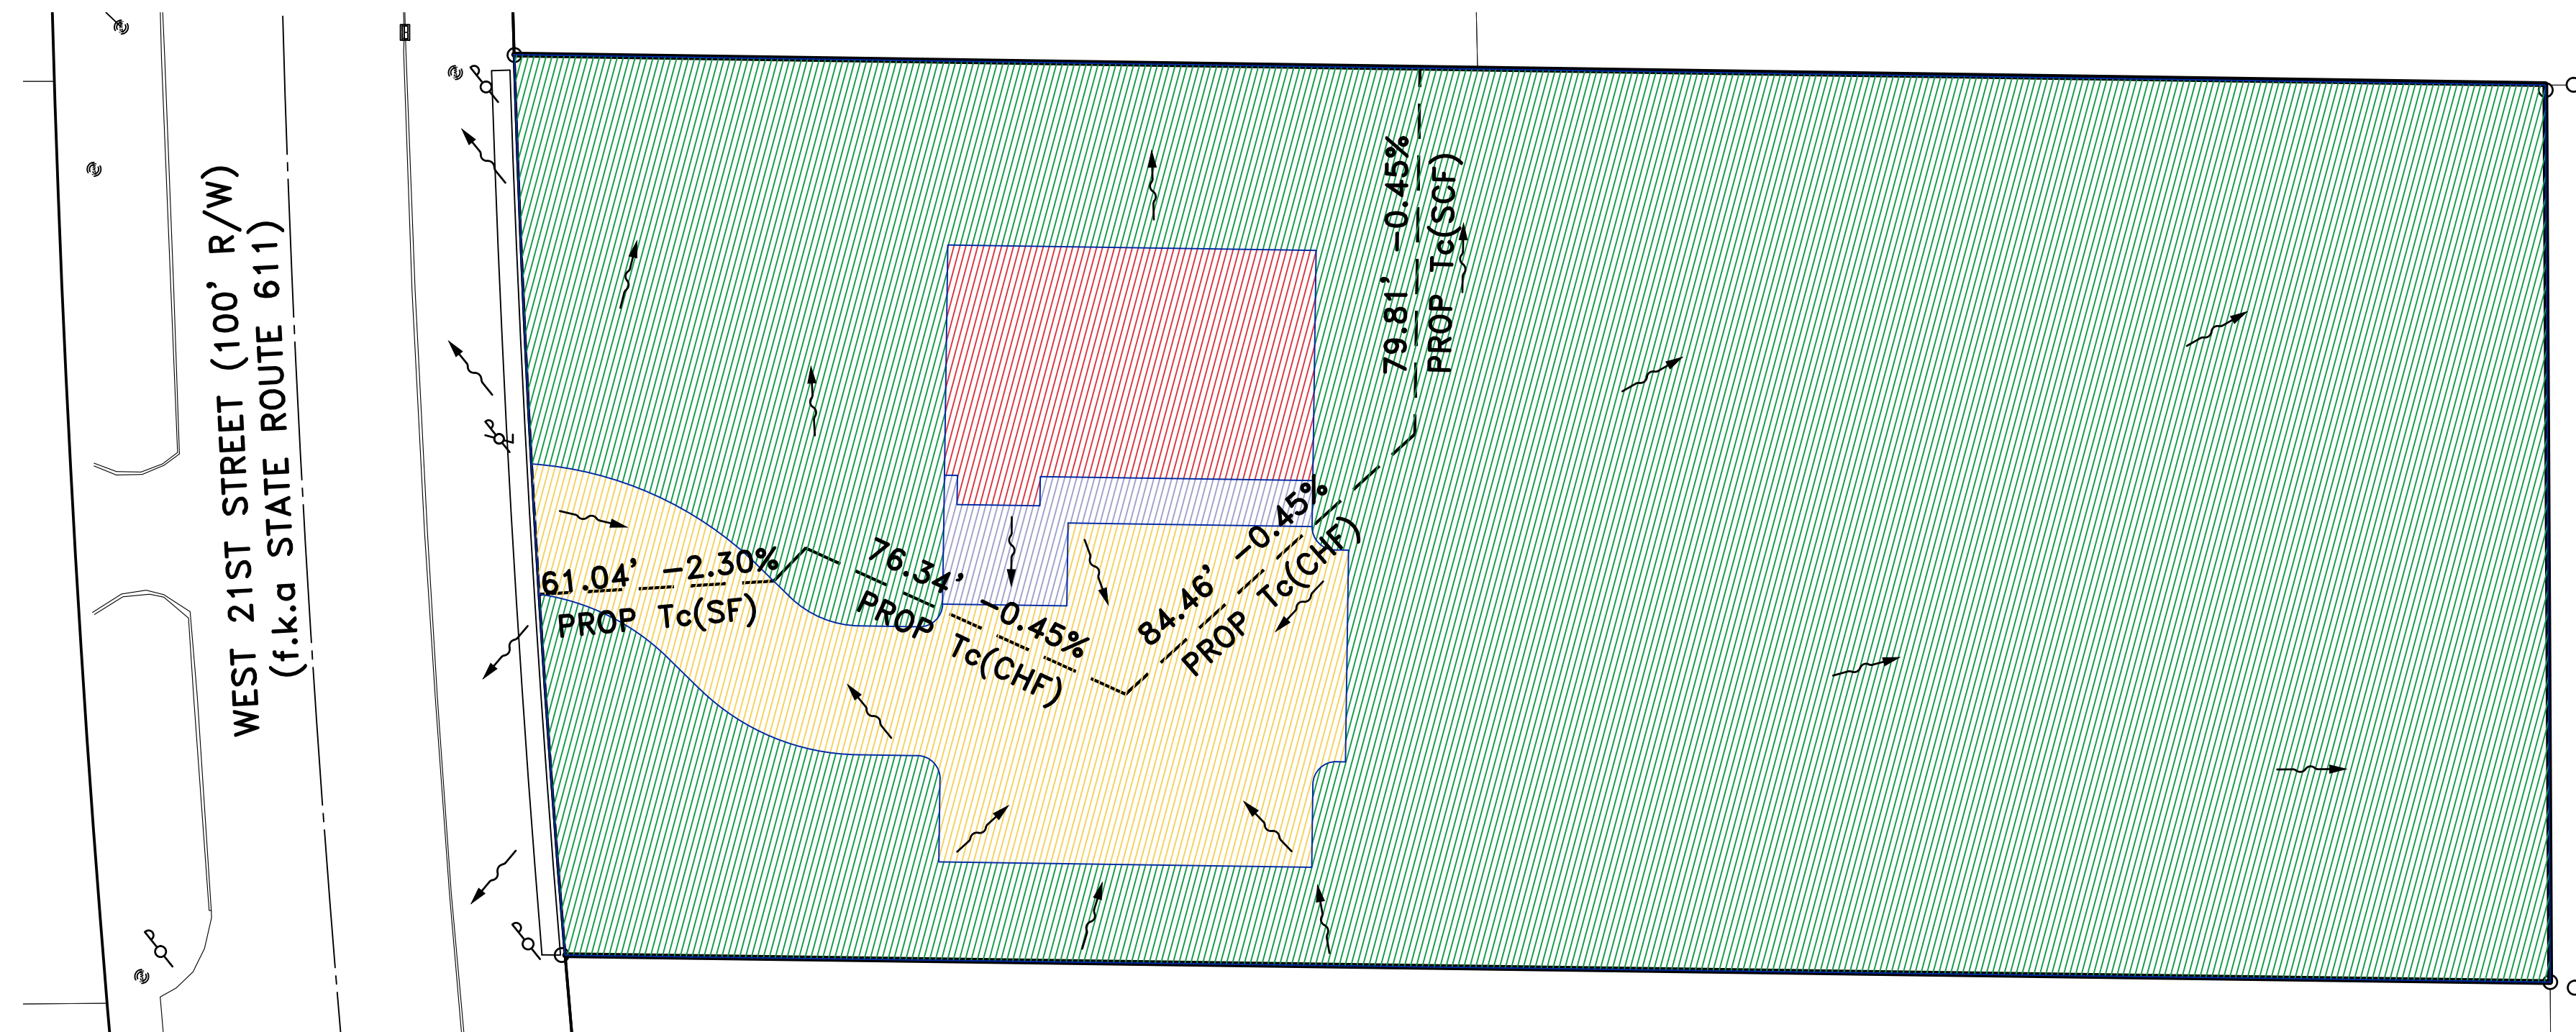 WEST 21ST STREET (100' R/W)
(f.k.a STATE ROUTE 611)
61.04' -2.30%
PROP Tc(SF)
76.34' -0.45%
PROP Tc(CHF)
84.46' -0.45%
PROP Tc(CHF)
79.81' -0.45%
PROP Tc(SCF)